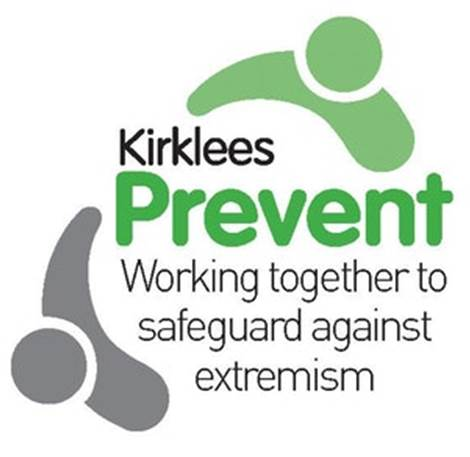 Kirklees
Prevent
Working together to
safeguard against
extremism